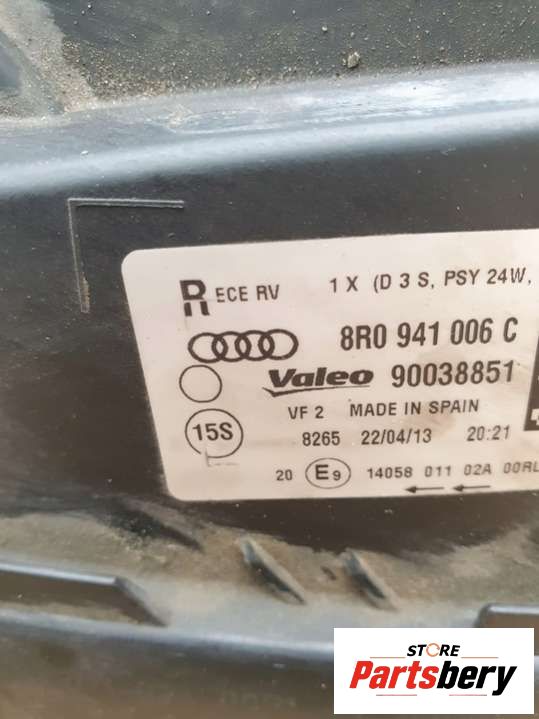 R ECE RV 1 X (D 3 S, PSY 24W,
8R0 941 006 C
Valeo 90038851
VF 2 MADE IN SPAIN
15S 8265 22/04/13 20:21
20 E9 14058 011 02A 00RL
STORE
Partsbery